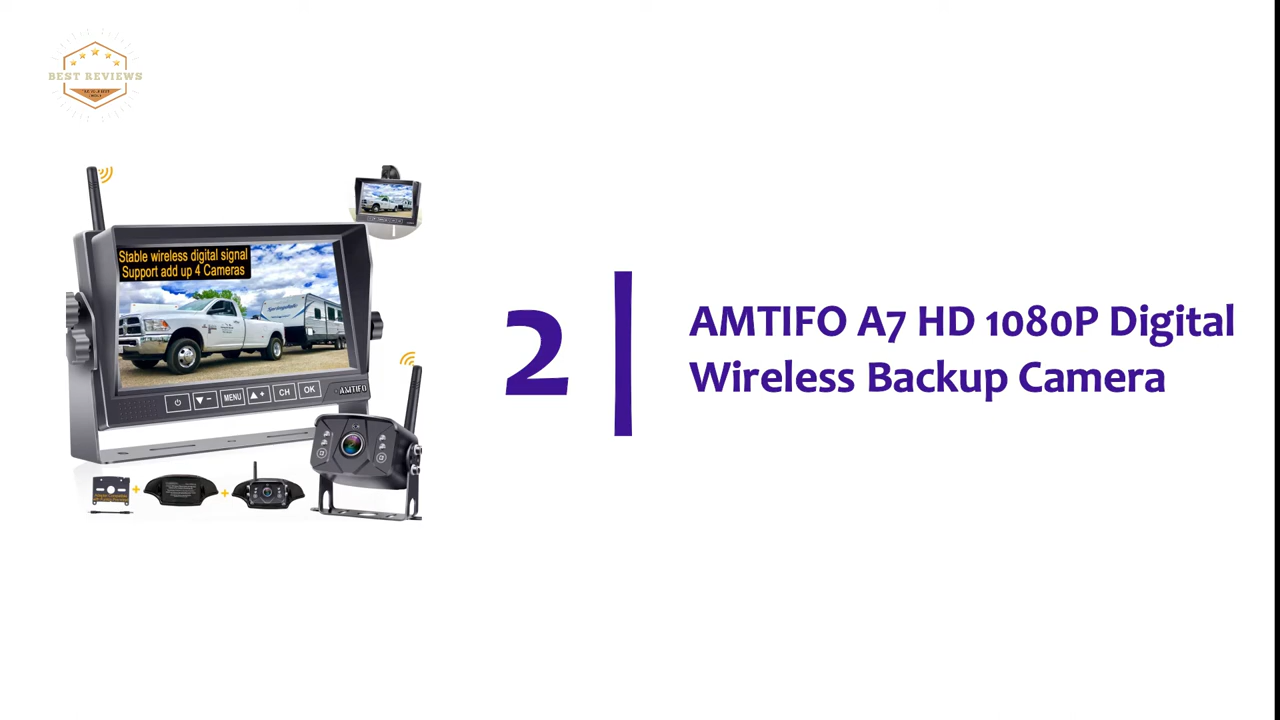 BEST REVIEWS
Stable wireless digital signal
Support add up 4 Cameras
AMTIFO
MENU
CH
OK
2
AMTIFO A7 HD 1080P Digital
Wireless Backup Camera